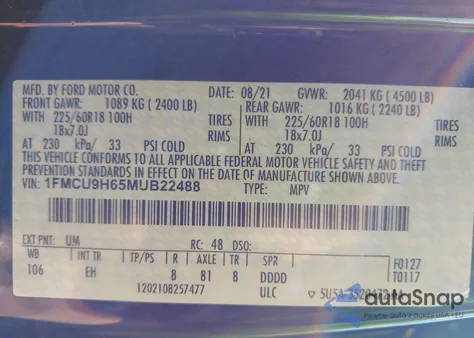 MFD. BY FORD MOTOR CO.
DATE: 08/21 GVWR: 2041 KG ( 4500 LB)
FRONT GAWR: 1089 KG ( 2400 LB) REAR GAWR: 1016 KG ( 2240 LB)
WITH 225/60R18 100H TIRES WITH 225/60R18 100H TIRES
18x7.0J RIMS 18x7.0J RIMS
AT 230 kPa/ 33 PSI COLD AT 230 kPa/ 33 PSI COLD
THIS VEHICLE CONFORMS TO ALL APPLICABLE FEDERAL MOTOR VEHICLE SAFETY AND THEFT
PREVENTION STANDARDS IN EFFECT ON THE DATE OF MANUFACTURE SHOWN ABOVE.
VIN: 1FMCU9H65MUB22488 TYPE: MPV
EXT PNT: UM RC: 48 DSO:
WB INT TR TP/PS R AXLE TR SPR
106 EH 8 81 8 DDDD
F0127
T0117
1202108257477 ULC
autoSnap